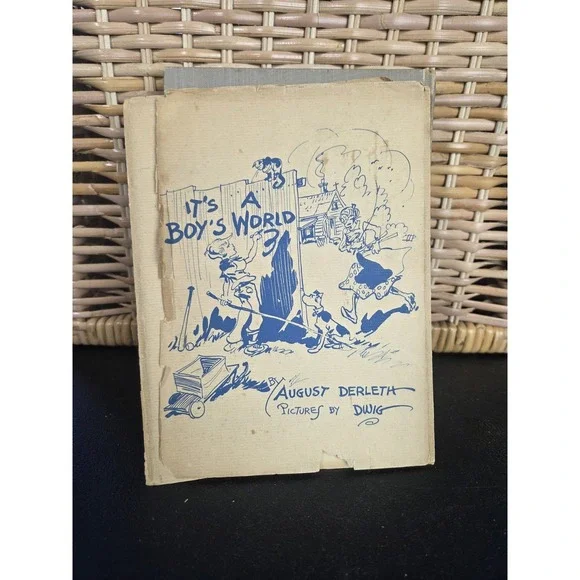 IT'S A
BOY'S WORLD
BY AUGUST DERLETH
PICTURES BY DWIG